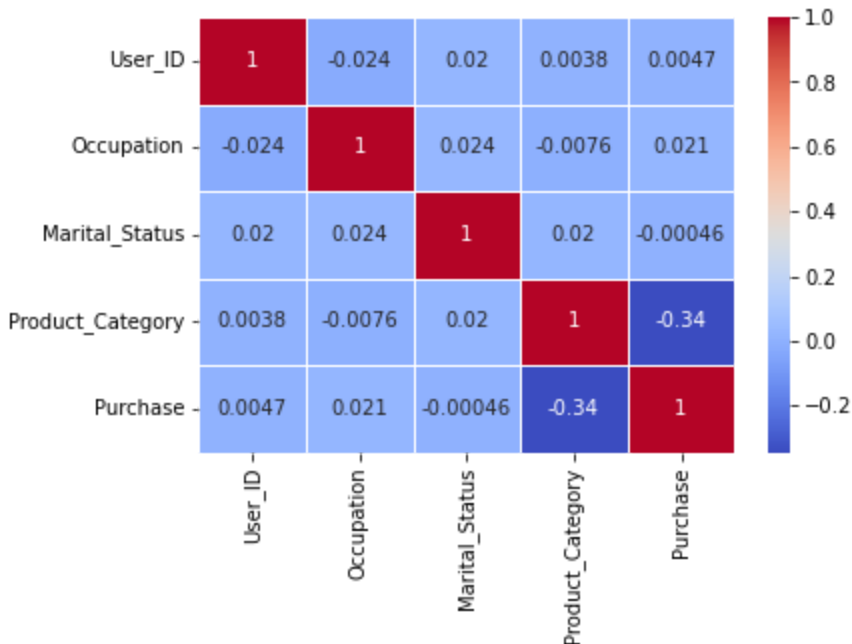 User_ID 1 -0.024 0.02 0.0038 0.0047
Occupation -0.024 1 0.024 -0.0076 0.021
Marital_Status 0.02 0.024 1 0.02 -0.00046
Product_Category 0.0038 -0.0076 0.02 1 -0.34
Purchase 0.0047 0.021 -0.00046 -0.34 1
User_ID
Occupation
Marital_Status
Product_Category
Purchase
1.0
0.8
0.6
0.4
0.2
0.0
−0.2